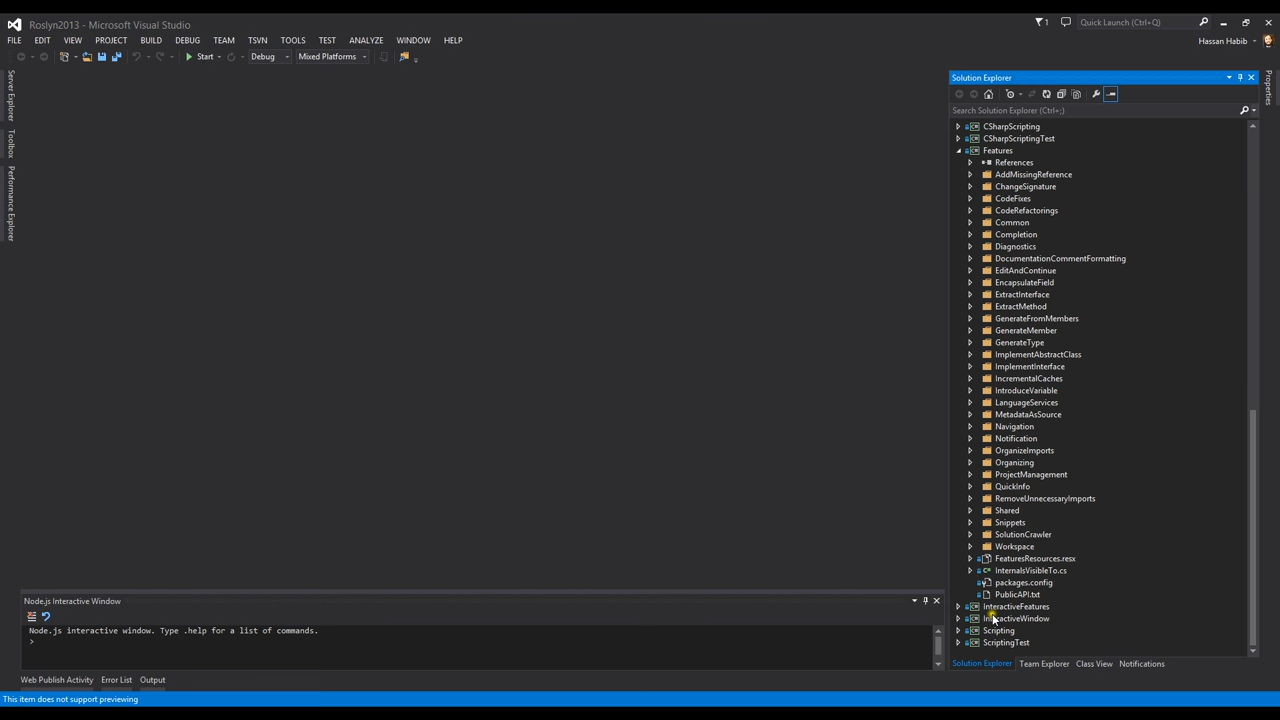 Roslyn2013 - Microsoft Visual Studio
1
Quick Launch (Ctrl+Q)
FILE EDIT VIEW PROJECT BUILD DEBUG TEAM TSVN TOOLS TEST ANALYZE WINDOW HELP
Hassan Habib
Start Debug Mixed Platforms
Server Explorer
Toolbox
Performance Explorer
Solution Explorer
Properties
Search Solution Explorer (Ctrl+;)
CSharpScripting
CSharpScriptingTest
Features
References
AddMissingReference
ChangeSignature
CodeFixes
CodeRefactorings
Common
Completion
Diagnostics
DocumentationCommentFormatting
EditAndContinue
EncapsulateField
ExtractInterface
ExtractMethod
GenerateFromMembers
GenerateMember
GenerateType
ImplementAbstractClass
ImplementInterface
IncrementalCaches
IntroduceVariable
LanguageServices
MetadataAsSource
Navigation
Notification
OrganizeImports
Organizing
ProjectManagement
QuickInfo
RemoveUnnecessaryImports
Shared
Snippets
SolutionCrawler
Workspace
FeaturesResources.resx
InternalsVisibleTo.cs
packages.config
PublicAPI.txt
InteractiveFeatures
InteractiveWindow
Scripting
ScriptingTest
Solution Explorer Team Explorer Class View Notifications
Node.js Interactive Window
Node.js interactive window. Type .help for a list of commands.
>
Web Publish Activity Error List Output
This item does not support previewing